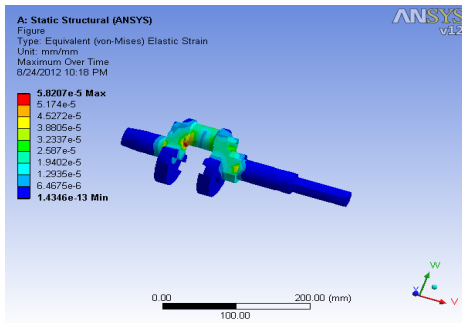 A: Static Structural (ANSYS)
Figure
Type: Equivalent (von-Mises) Elastic Strain
Unit: mm/mm
Maximum Over Time
8/24/2012 10:18 PM
ANSYS
v12
5.8207e-5 Max
5.174e-5
4.5272e-5
3.8805e-5
3.2337e-5
2.587e-5
1.9402e-5
1.2935e-5
6.4675e-6
1.4346e-13 Min
W
V
0.00
200.00 (mm)
100.00